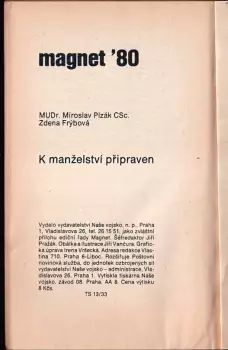 magnet '80
MUDr. Miroslav Plzák CSc.
Zdena Frýbová
K manželství připraven
Vydalo vydavatelství Naše vojsko, n. p., Praha
1, Vladislavova 26, tel. 26 15 51, jako zvláštní
přílohu ediční řady Magnet. Šéfredaktor Jiří
Pražák. Obálka a ilustrace Jiří Vančura. Grafic-
ká úprava Irena Vršecká. Adresa redakce Vlas-
tina 710, Praha 6-Liboc. Rozšiřuje Poštovní
novinová služba, do jednotek ozbrojených sil
vydavatelství Naše vojsko - administrace, Vla-
dislavova 26, Praha 1. Vytiskla tiskárna Naše
vojsko, závod 08, Praha. AA 8. Cena výtisku
8 Kčs.
TS 13/33